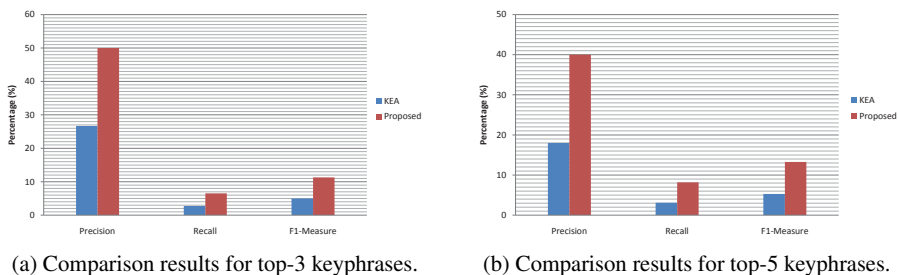 60
50
40
30
20
10
0
Percentage (%)
Precision Recall F1-Measure
KEA
Proposed
(a) Comparison results for top-3 keyphrases.
50
40
30
20
10
0
Percentage (%)
Precision Recall F1-Measure
KEA
Proposed
(b) Comparison results for top-5 keyphrases.